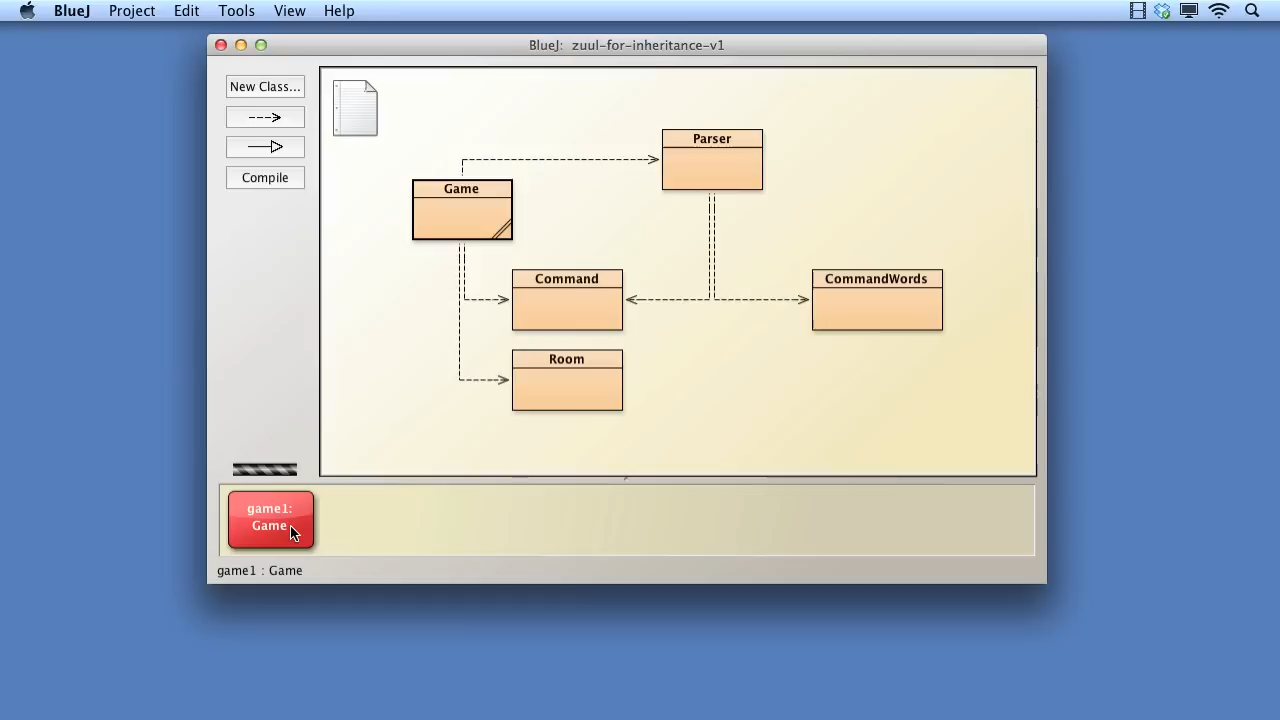 BlueJ Project Edit Tools View Help
BlueJ: zuul-for-inheritance-v1
New Class...
Compile
Parser
Game
Command
CommandWords
Room
game1:
Game
game1 : Game